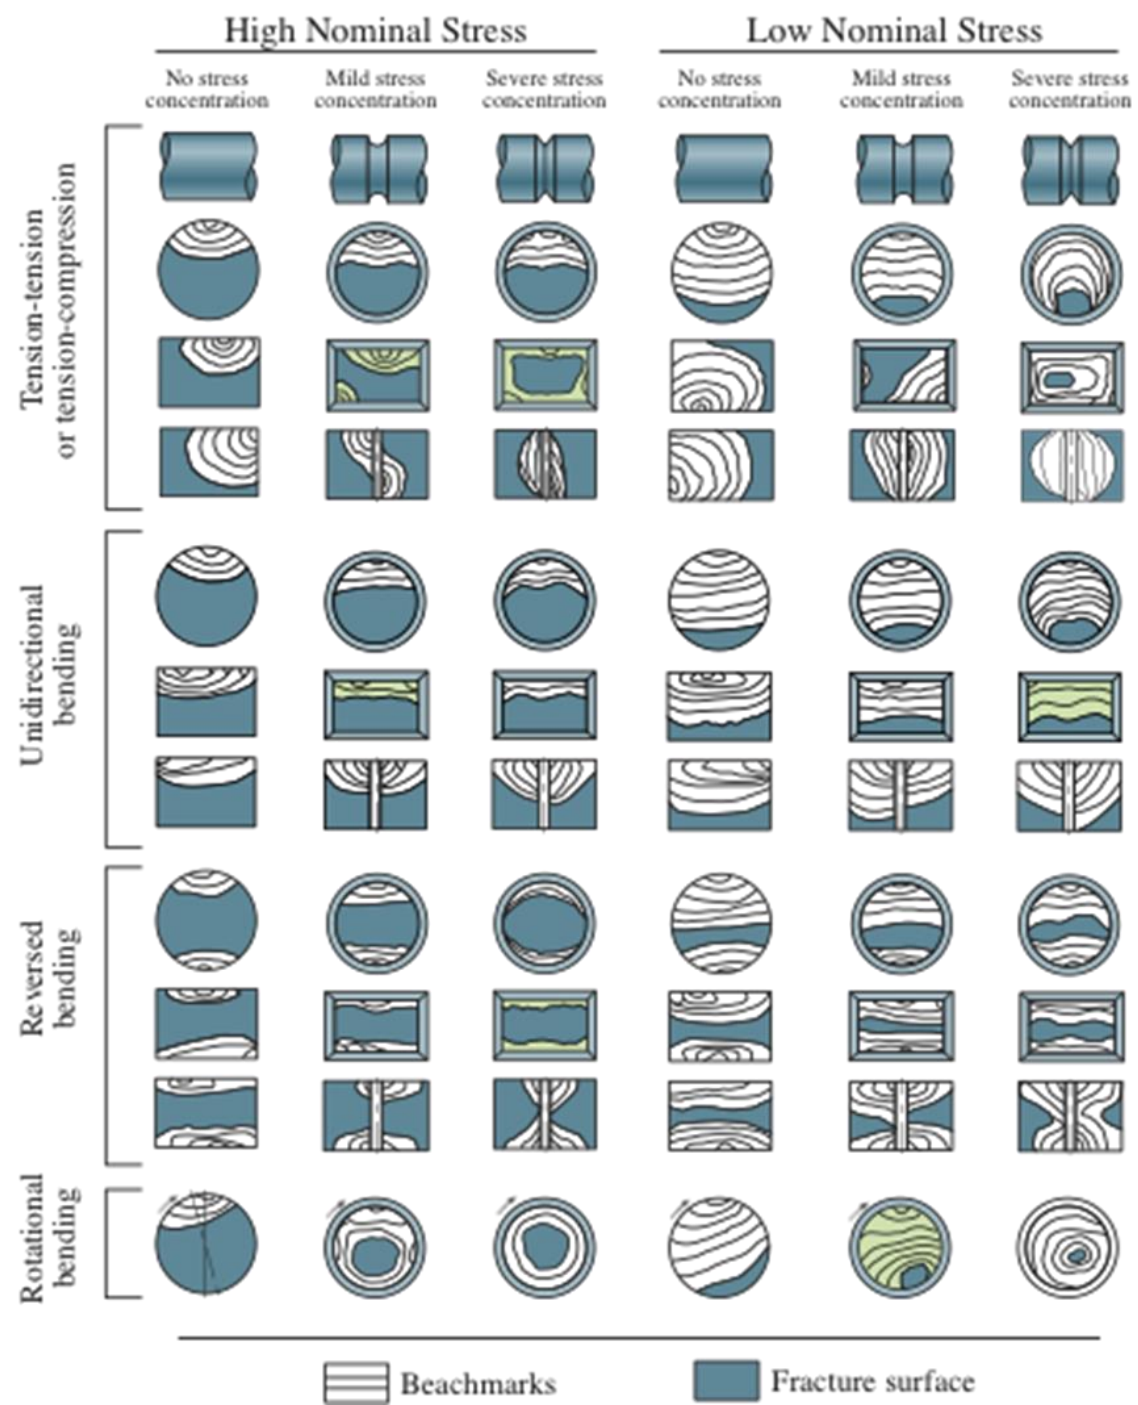 High Nominal Stress
Low Nominal Stress
No stress
concentration
Mild stress
concentration
Severe stress
concentration
No stress
concentration
Mild stress
concentration
Severe stress
concentration
Tension-tension
or tension-compression
Unidirectional
bending
Reversed
bending
Rotational
bending
Beachmarks
Fracture surface